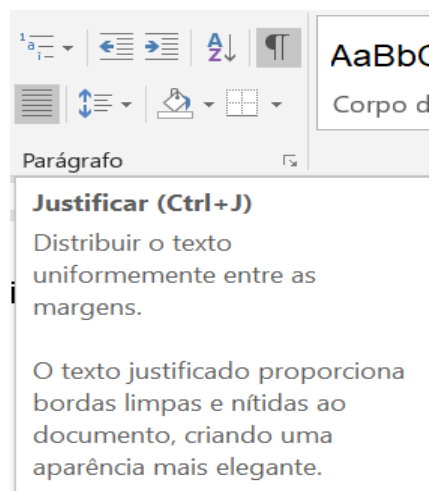 AaBbC
Corpo d
Parágrafo
Justificar (Ctrl+J)
Distribuir o texto
uniformemente entre as
margens.
O texto justificado proporciona
bordas limpas e nítidas ao
documento, criando uma
aparência mais elegante.